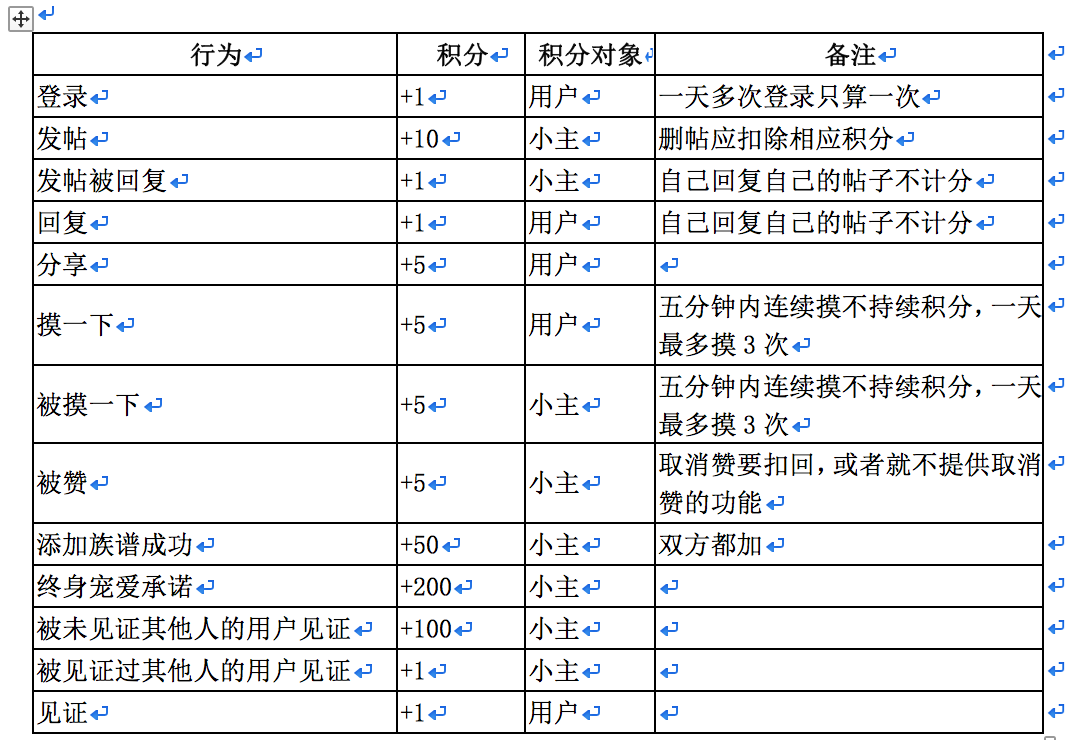 行为 积分 积分对象 备注
登录 +1 用户 一天多次登录只算一次
发帖 +10 小主 删帖应扣除相应积分
发帖被回复 +1 小主 自己回复自己的帖子不计分
回复 +1 用户 自己回复自己的帖子不计分
分享 +5 用户
摸一下 +5 用户 五分钟内连续摸不持续积分，一天
最多摸 3 次
被摸一下 +5 小主 五分钟内连续摸不持续积分，一天
最多摸 3 次
被赞 +5 小主 取消赞要扣回，或者就不提供取消
赞的功能
添加族谱成功 +50 小主 双方都加
终身宠爱承诺 +200 小主
被未见证其他人的用户见证 +100 小主
被见证过其他人的用户见证 +1 小主
见证 +1 用户